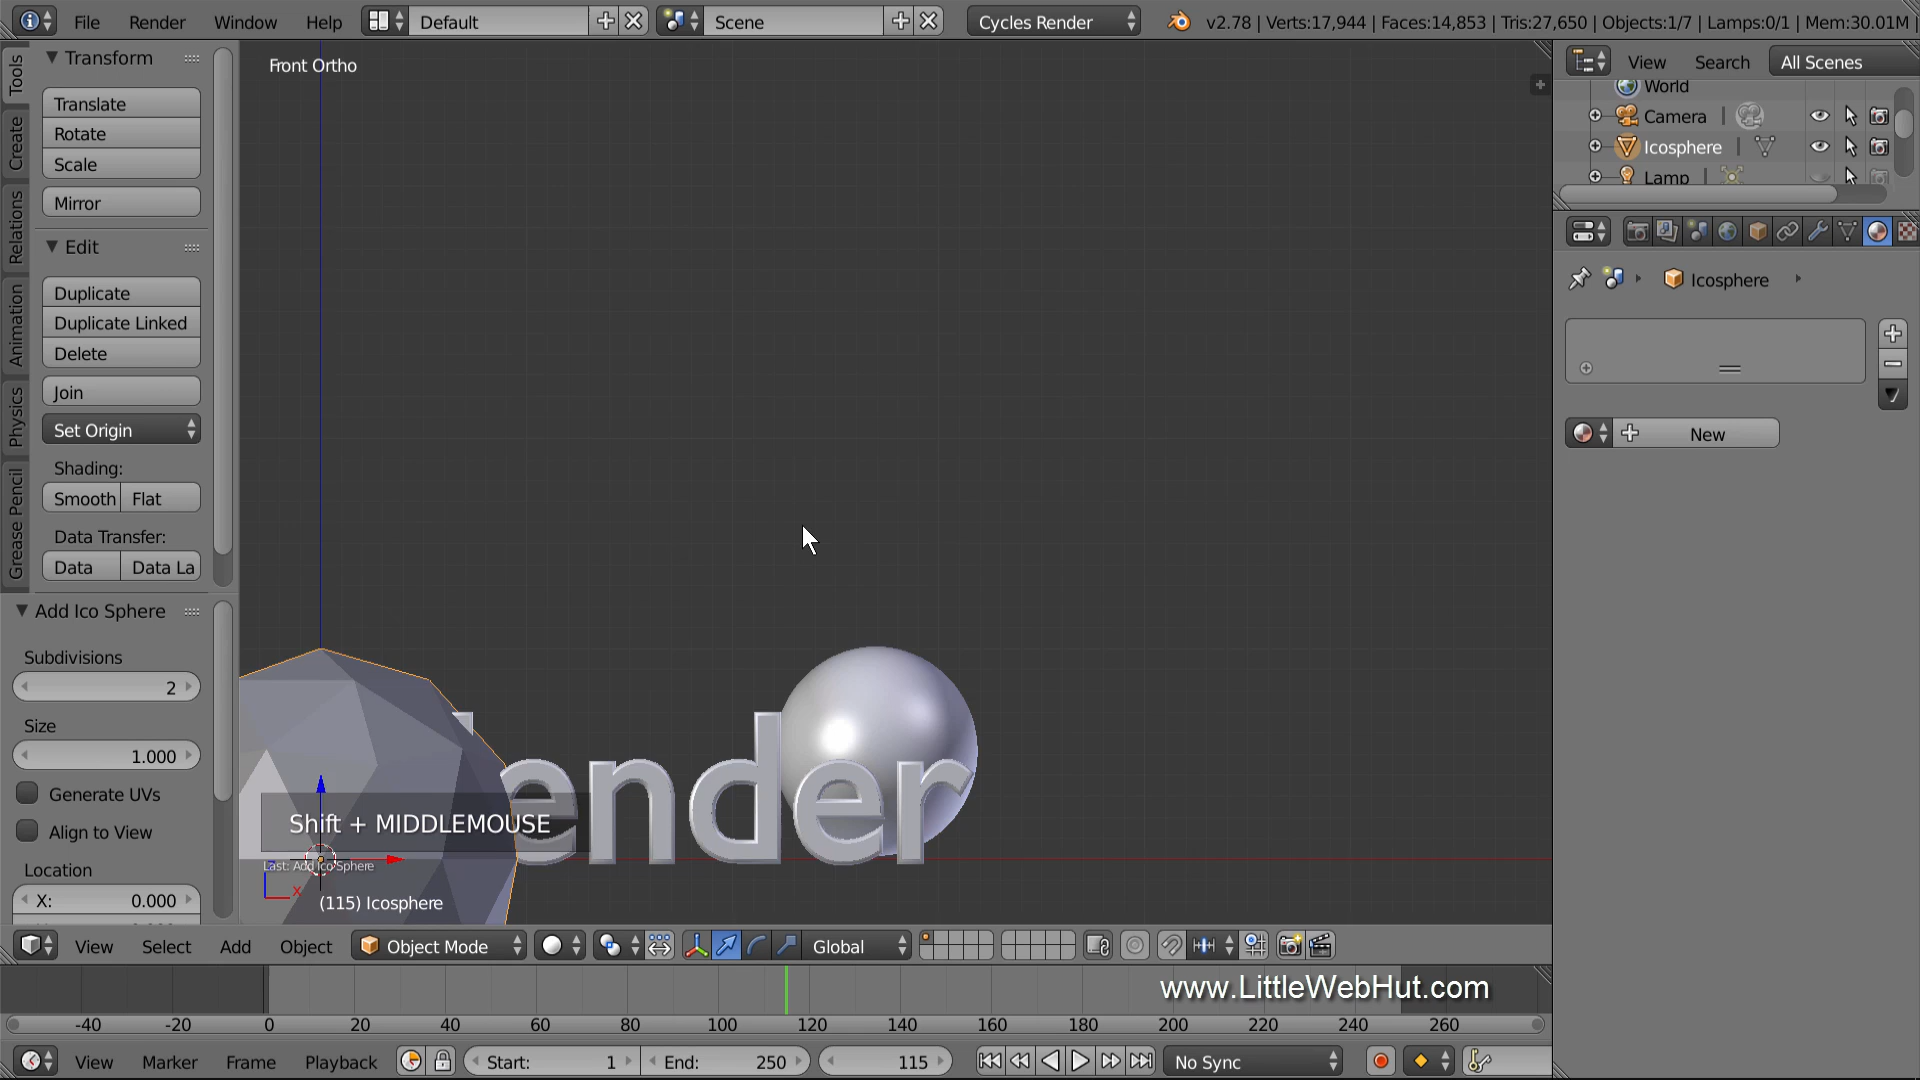 File Render Window Help Default Scene Cycles Render v2.78 | Verts:17,944 | Faces:14,853 | Tris:27,650 | Objects:1/7 | Lamps:0/1 | Mem:30.01M
Tools
Create
Relations
Animation
Physics
Grease Pencil
Transform
Translate
Rotate
Scale
Mirror
Edit
Duplicate
Duplicate Linked
Delete
Join
Set Origin
Shading:
Smooth Flat
Data Transfer:
Data Data La
Add Ico Sphere
Subdivisions
2
Size
1.000
Generate UVs
Align to View
Location
X: 0.000
Front Ortho
ender
Shift + MIDDLEMOUSE
Last: Add Ico Sphere
x
(115) Icosphere
View Search All Scenes
World
Camera
Icosphere
Lamp
Icosphere
New
View Select Add Object Object Mode Global
www.LittleWebHut.com
-40 -20 0 20 40 60 80 100 120 140 160 180 200 220 240 260
View Marker Frame Playback Start: 1 End: 250 115 No Sync